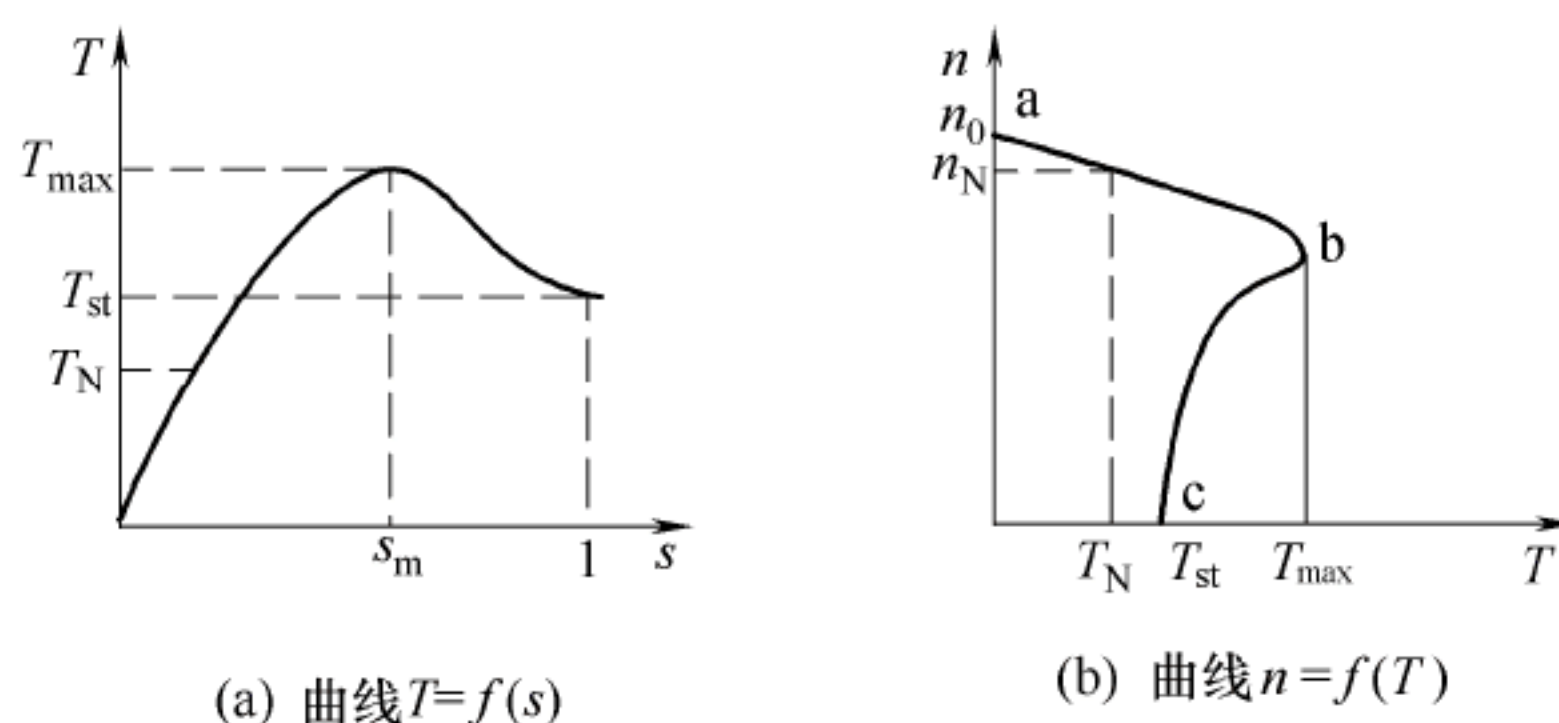 T
T_max
T_st
T_N
s_m
1
s
(a) 曲线T=f(s)
n
a
n_0
n_N
b
c
T_N
T_st
T_max
T
(b) 曲线n=f(T)